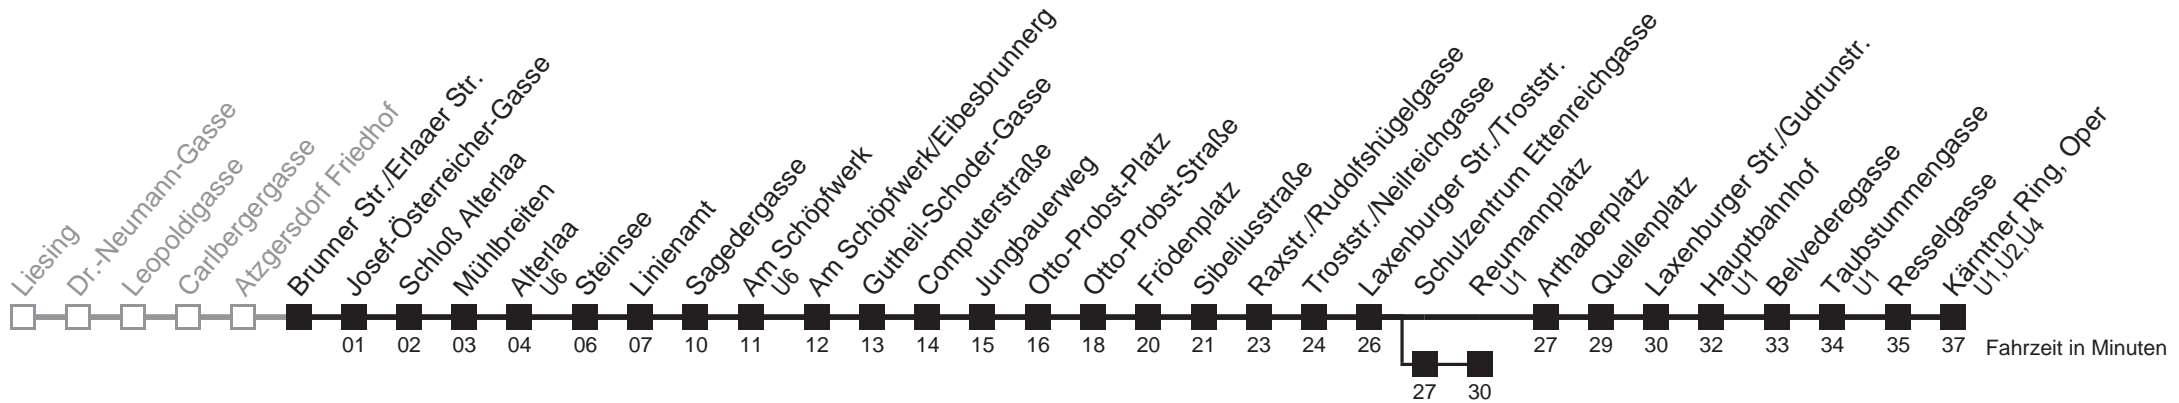 Liesing
Dr.-Neumann-Gasse
Leopoldigasse
Carlbergergasse
Atzgersdorf Friedhof
Brunner Str./Erlaaer Str.
Josef-Österreicher-Gasse
Schloß Alterlaa
Mühlbreiten
Alterlaa
U6
Steinsee
Linienamt
Sagedergasse
Am Schöpfwerk
U6
Am Schöpfwerk/Eibesbrunnerg
Gutheil-Schoder-Gasse
Computerstraße
Jungbauerweg
Otto-Probst-Platz
Otto-Probst-Straße
Frödenplatz
Sibeliusstraße
Raxstr./Rudolfshügelgasse
Troststr./Neilreichgasse
Laxenburger Str./Troststr.
Schulzentrum Ettenreichgasse
Reumannplatz
U1
Arthaberplatz
Quellenplatz
Laxenburger Str./Gudrunstr.
Hauptbahnhof
U1
Belvederegasse
Taubstummengasse
U1
Resselgasse
Kärntner Ring, Oper
U1,U2,U4
01 02 03 04 06 07 10 11 12 13 14 15 16 18 20 21 23 24 26 27 29 30 32 33 34 35 37 Fahrzeit in Minuten
27 30